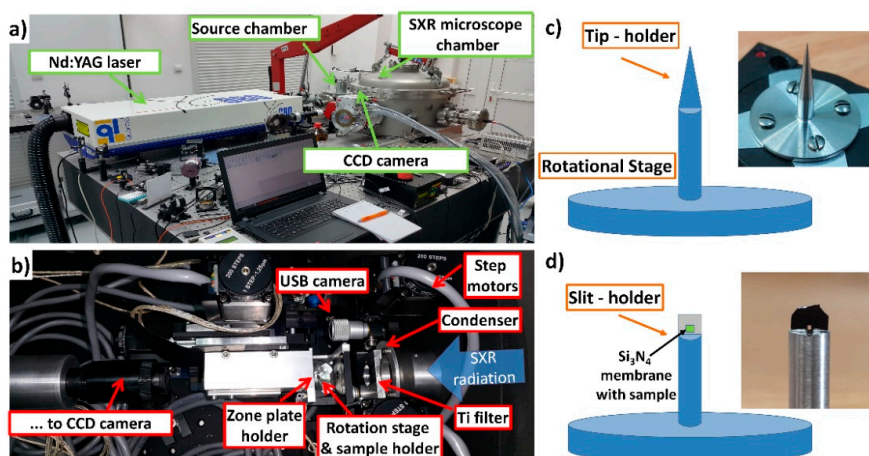 a)
Source chamber
SXR microscope
chamber
Nd:YAG laser
CCD camera
b)
200 STEPS
USB camera
Step
motors
Condenser
SXR
radiation
... to CCD camera
Zone plate
holder
Rotation stage
& sample holder
Ti filter
c)
Tip - holder
Rotational Stage
d)
Slit - holder
Si₃N₄
membrane
with sample